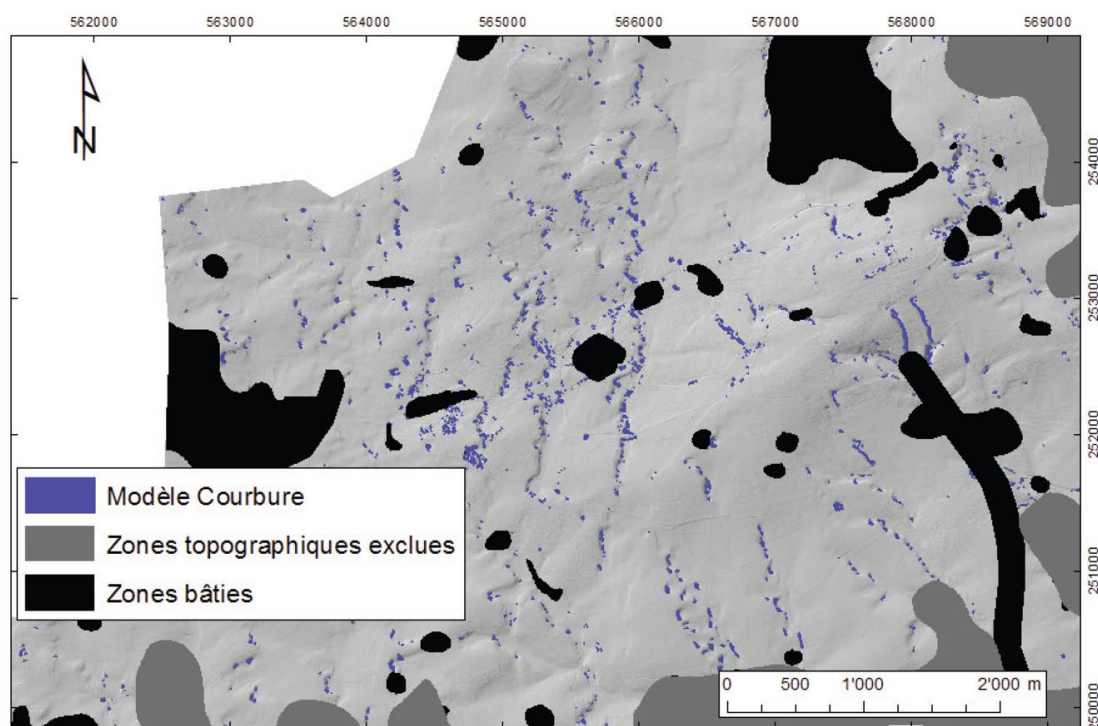 562000 563000 564000 565000 566000 567000 568000 569000
N
254000
253000
252000
Modèle Courbure
Zones topographiques exclues
Zones bâties
251000
0 500 1'000 2'000 m
250000